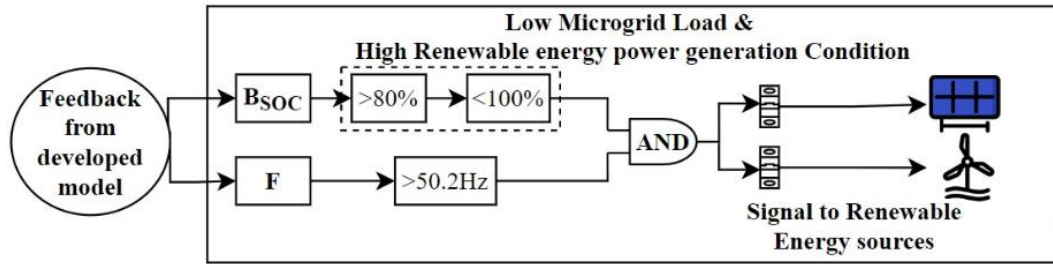 Low Microgrid Load &
High Renewable energy power generation Condition
Feedback
from
developed
model
BSOC
>80%
<100%
F
>50.2Hz
AND
Signal to Renewable
Energy sources